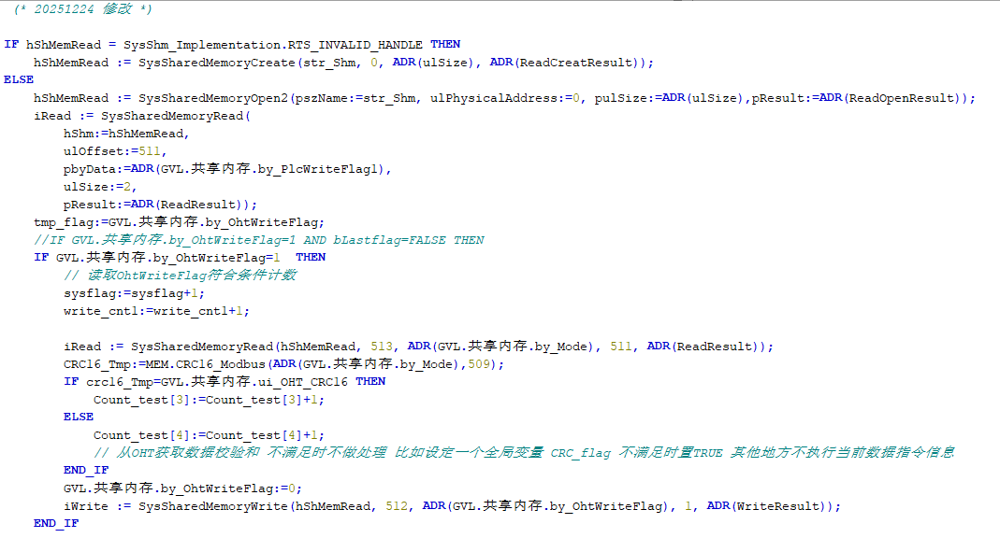 (* 20251224 修改 *)
IF hShMemRead = SysShm_Implementation.RTS_INVALID_HANDLE THEN
hShMemRead := SysSharedMemoryCreate(str_Shm, 0, ADR(ulSize), ADR(ReadCreatResult));
ELSE
hShMemRead := SysSharedMemoryOpen2(pszName:=str_Shm, ulPhysicalAddress:=0, pulSize:=ADR(ulSize),pResult:=ADR(ReadOpenResult));
iRead := SysSharedMemoryRead(
hShm:=hShMemRead,
ulOffset:=511,
pbyData:=ADR(GVL.共享内存.by_PlcWriteFlag1),
ulSize:=2,
pResult:=ADR(ReadResult));
tmp_flag:=GVL.共享内存.by_OhtWriteFlag;
//IF GVL.共享内存.by_OhtWriteFlag=1 AND bLastflag=FALSE THEN
IF GVL.共享内存.by_OhtWriteFlag=1  THEN
// 读取OhtWriteFlag符合条件计数
sysflag:=sysflag+1;
write_cnt1:=write_cnt1+1;
iRead := SysSharedMemoryRead(hShMemRead, 513, ADR(GVL.共享内存.by_Mode), 511, ADR(ReadResult));
CRC16_Tmp:=MEM.CRC16_Modbus(ADR(GVL.共享内存.by_Mode),509);
IF crc16_Tmp=GVL.共享内存.ui_OHT_CRC16 THEN
Count_test[3]:=Count_test[3]+1;
ELSE
Count_test[4]:=Count_test[4]+1;
// 从OHT获取数据校验和 不满足时不做处理 比如设定一个全局变量 CRC_flag 不满足时置TRUE 其他地方不执行当前数据指令信息
END_IF
GVL.共享内存.by_OhtWriteFlag:=0;
iWrite := SysSharedMemoryWrite(hShMemRead, 512, ADR(GVL.共享内存.by_OhtWriteFlag), 1, ADR(WriteResult));
END_IF